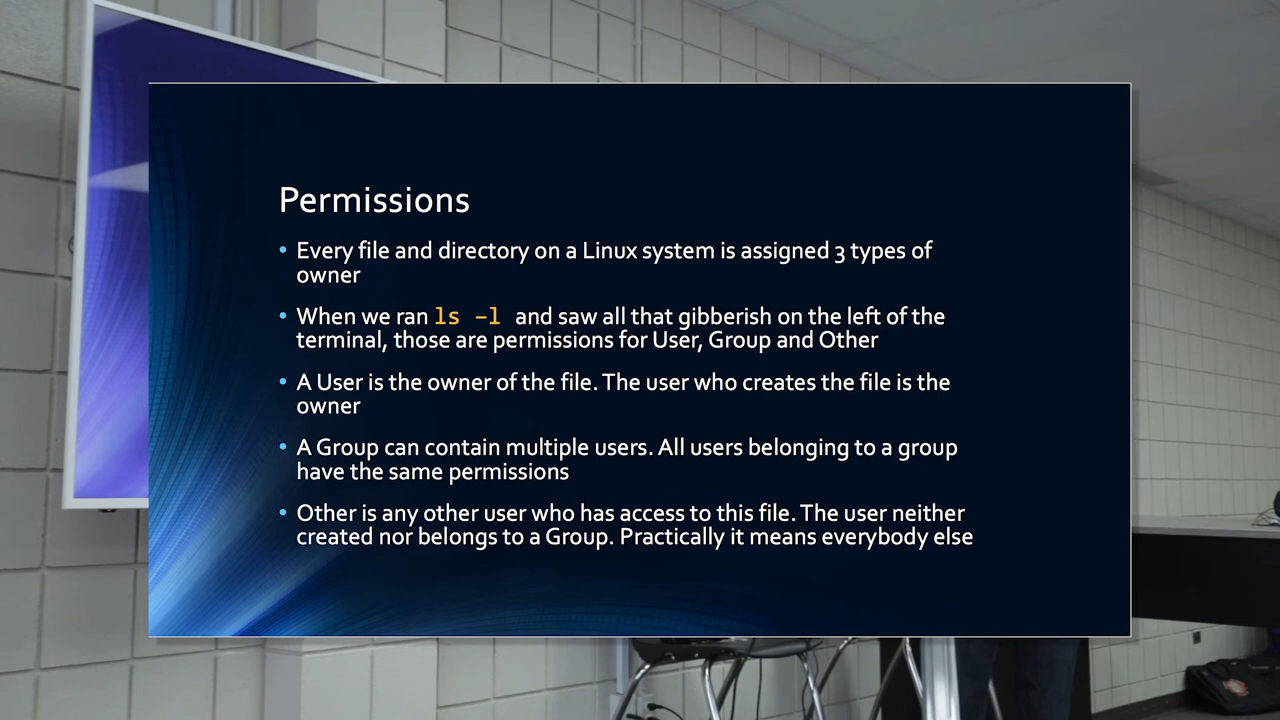 Permissions
• Every file and directory on a Linux system is assigned 3 types of
owner
• When we ran ls -l and saw all that gibberish on the left of the
terminal, those are permissions for User, Group and Other
• A User is the owner of the file. The user who creates the file is the
owner
• A Group can contain multiple users. All users belonging to a group
have the same permissions
• Other is any other user who has access to this file. The user neither
created nor belongs to a Group. Practically it means everybody else